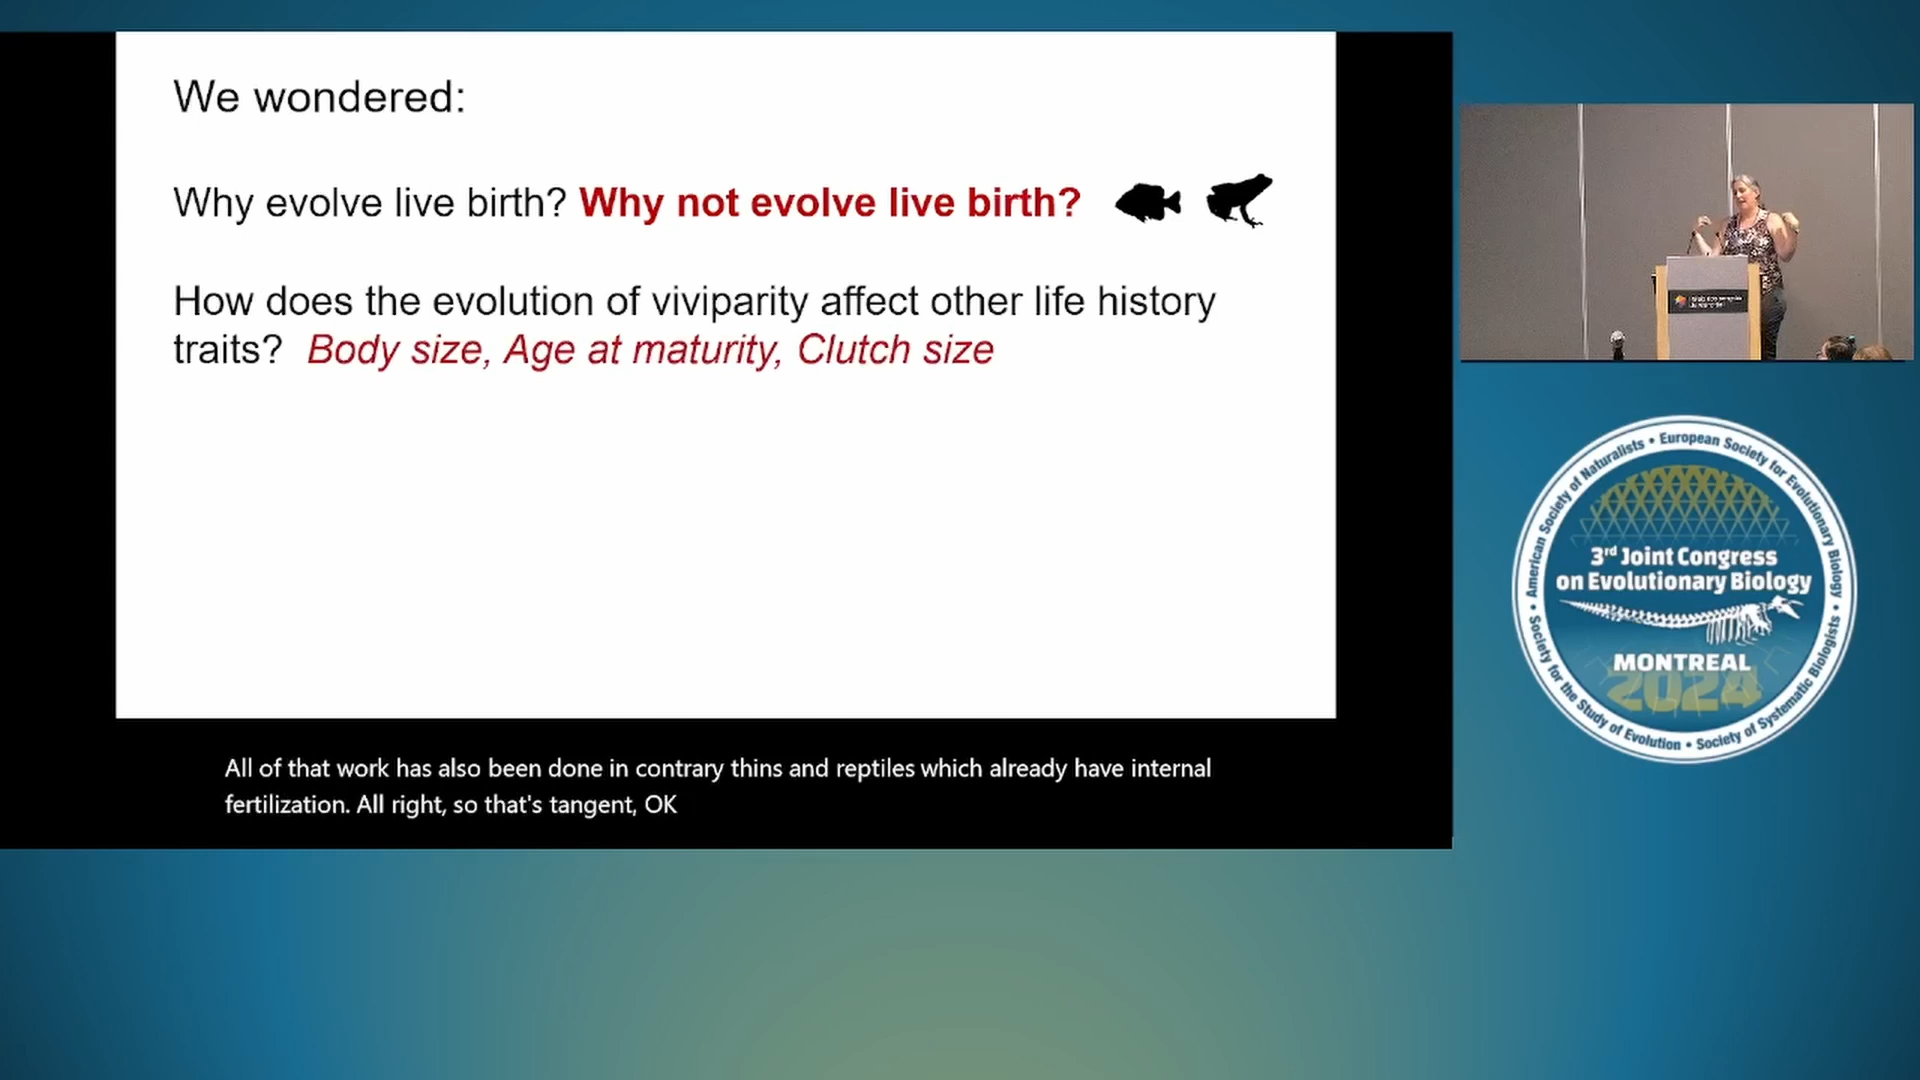 We wondered:
Why evolve live birth? Why not evolve live birth?
How does the evolution of viviparity affect other life history
traits? Body size, Age at maturity, Clutch size
All of that work has also been done in contrary thins and reptiles which already have internal
fertilization. All right, so that's tangent, OK
American Society of Naturalists • European Society for Evolutionary Biology • Society of Systematic Biologists • Society for the Study of Evolution •
3rd Joint Congress
on Evolutionary Biology
MONTREAL
2024